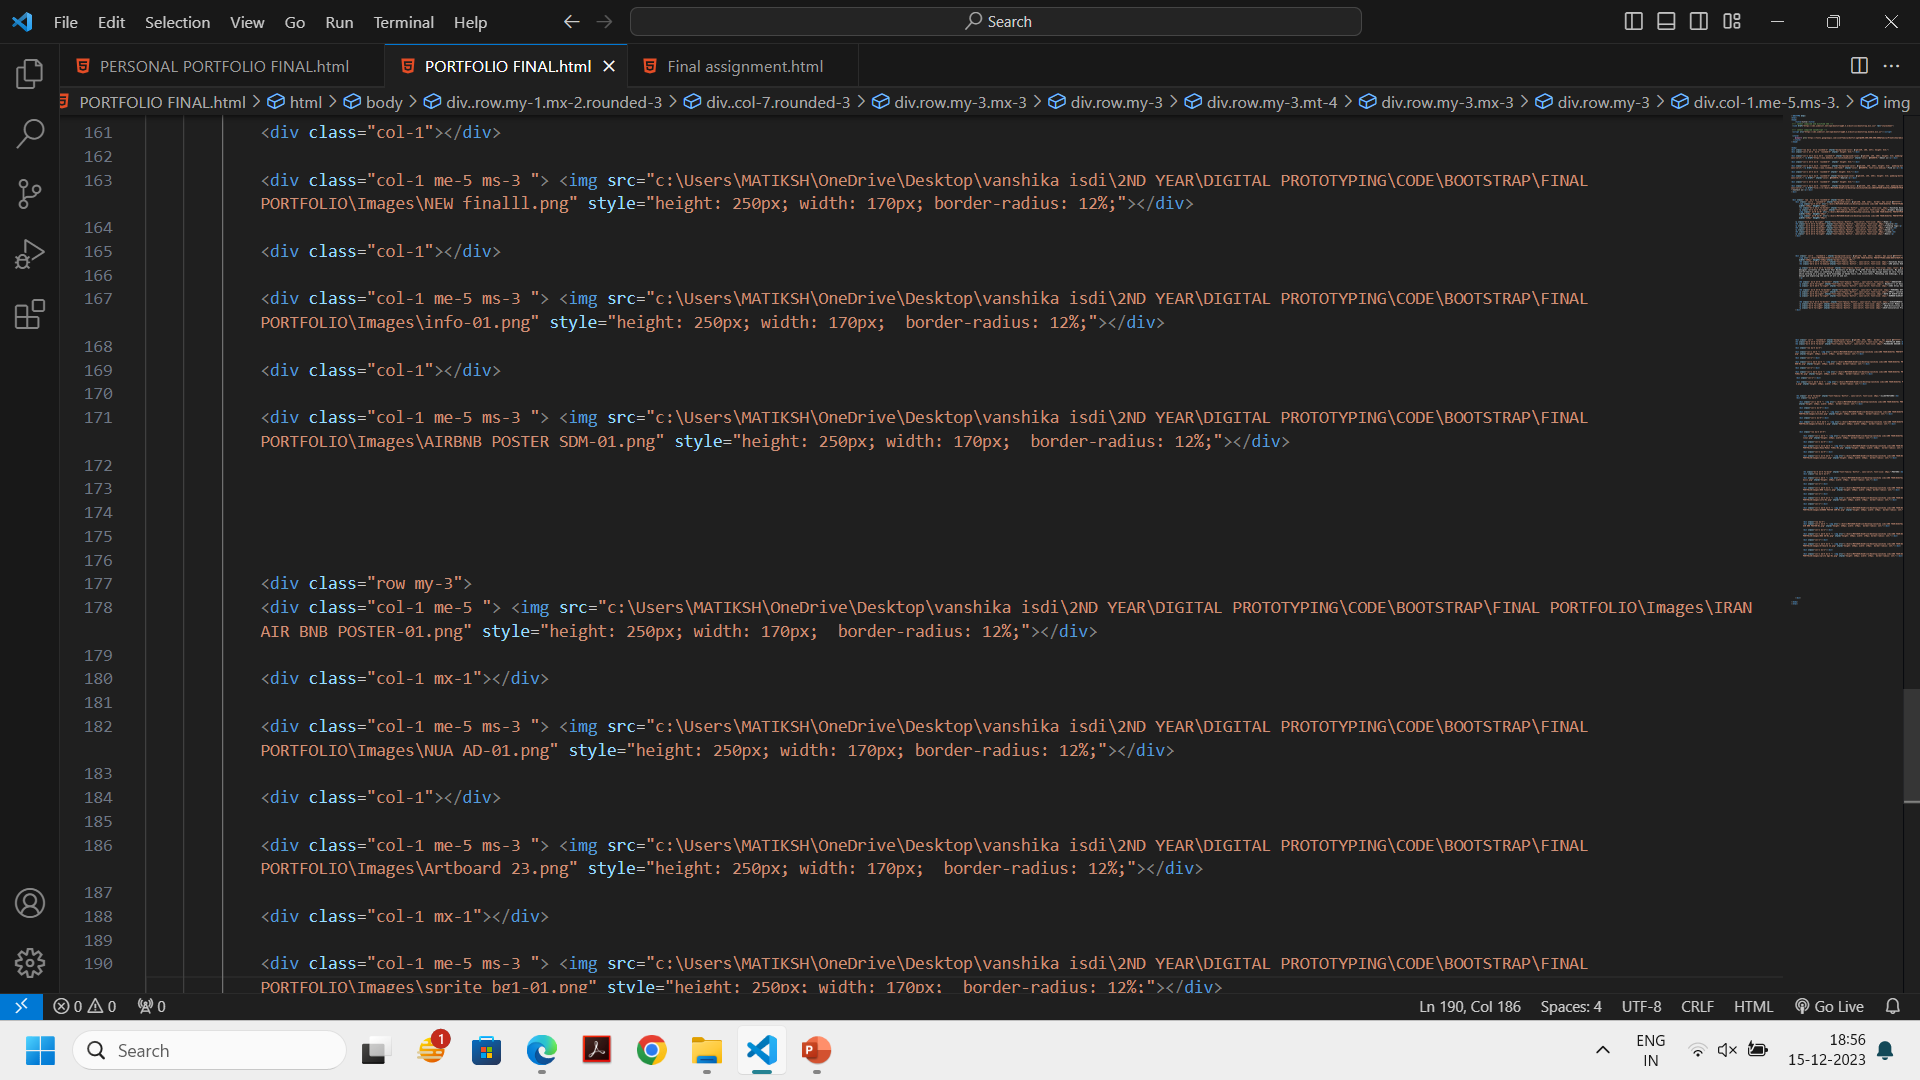 File Edit Selection View Go Run Terminal Help Search
PERSONAL PORTFOLIO FINAL.html PORTFOLIO FINAL.html Final assignment.html
PORTFOLIO FINAL.html > html > body > div..row.my-1.mx-2.rounded-3 > div..col-7.rounded-3 > div.row.my-3.mx-3 > div.row.my-3 > div.row.my-3.mt-4 > div.row.my-3.mx-3 > div.row.my-3 > div.col-1.me-5.ms-3. > img
161 <div class="col-1"></div>
162
163 <div class="col-1 me-5 ms-3 "> <img src="c:\Users\MATIKSH\OneDrive\Desktop\vanshika isdi\2ND YEAR\DIGITAL PROTOTYPING\CODE\BOOTSTRAP\FINAL
PORTFOLIO\Images\NEW finalll.png" style="height: 250px; width: 170px; border-radius: 12%;"></div>
164
165 <div class="col-1"></div>
166
167 <div class="col-1 me-5 ms-3 "> <img src="c:\Users\MATIKSH\OneDrive\Desktop\vanshika isdi\2ND YEAR\DIGITAL PROTOTYPING\CODE\BOOTSTRAP\FINAL
PORTFOLIO\Images\info-01.png" style="height: 250px; width: 170px;  border-radius: 12%;"></div>
168
169 <div class="col-1"></div>
170
171 <div class="col-1 me-5 ms-3 "> <img src="c:\Users\MATIKSH\OneDrive\Desktop\vanshika isdi\2ND YEAR\DIGITAL PROTOTYPING\CODE\BOOTSTRAP\FINAL
PORTFOLIO\Images\AIRBNB POSTER SDM-01.png" style="height: 250px; width: 170px;  border-radius: 12%;"></div>
172
173
174
175
176
177 <div class="row my-3">
178 <div class="col-1 me-5 "> <img src="c:\Users\MATIKSH\OneDrive\Desktop\vanshika isdi\2ND YEAR\DIGITAL PROTOTYPING\CODE\BOOTSTRAP\FINAL PORTFOLIO\Images\IRAN
AIR BNB POSTER-01.png" style="height: 250px; width: 170px;  border-radius: 12%;"></div>
179
180 <div class="col-1 mx-1"></div>
181
182 <div class="col-1 me-5 ms-3 "> <img src="c:\Users\MATIKSH\OneDrive\Desktop\vanshika isdi\2ND YEAR\DIGITAL PROTOTYPING\CODE\BOOTSTRAP\FINAL
PORTFOLIO\Images\NUA AD-01.png" style="height: 250px; width: 170px; border-radius: 12%;"></div>
183
184 <div class="col-1"></div>
185
186 <div class="col-1 me-5 ms-3 "> <img src="c:\Users\MATIKSH\OneDrive\Desktop\vanshika isdi\2ND YEAR\DIGITAL PROTOTYPING\CODE\BOOTSTRAP\FINAL
PORTFOLIO\Images\Artboard 23.png" style="height: 250px; width: 170px;  border-radius: 12%;"></div>
187
188 <div class="col-1 mx-1"></div>
189
190 <div class="col-1 me-5 ms-3 "> <img src="c:\Users\MATIKSH\OneDrive\Desktop\vanshika isdi\2ND YEAR\DIGITAL PROTOTYPING\CODE\BOOTSTRAP\FINAL
PORTFOLIO\Images\sprite bg1-01.png" style="height: 250px; width: 170px;  border-radius: 12%;"></div>
0 0 0 Ln 190, Col 186 Spaces: 4 UTF-8 CRLF HTML Go Live
Search 1 ENG IN 18:56
15-12-2023